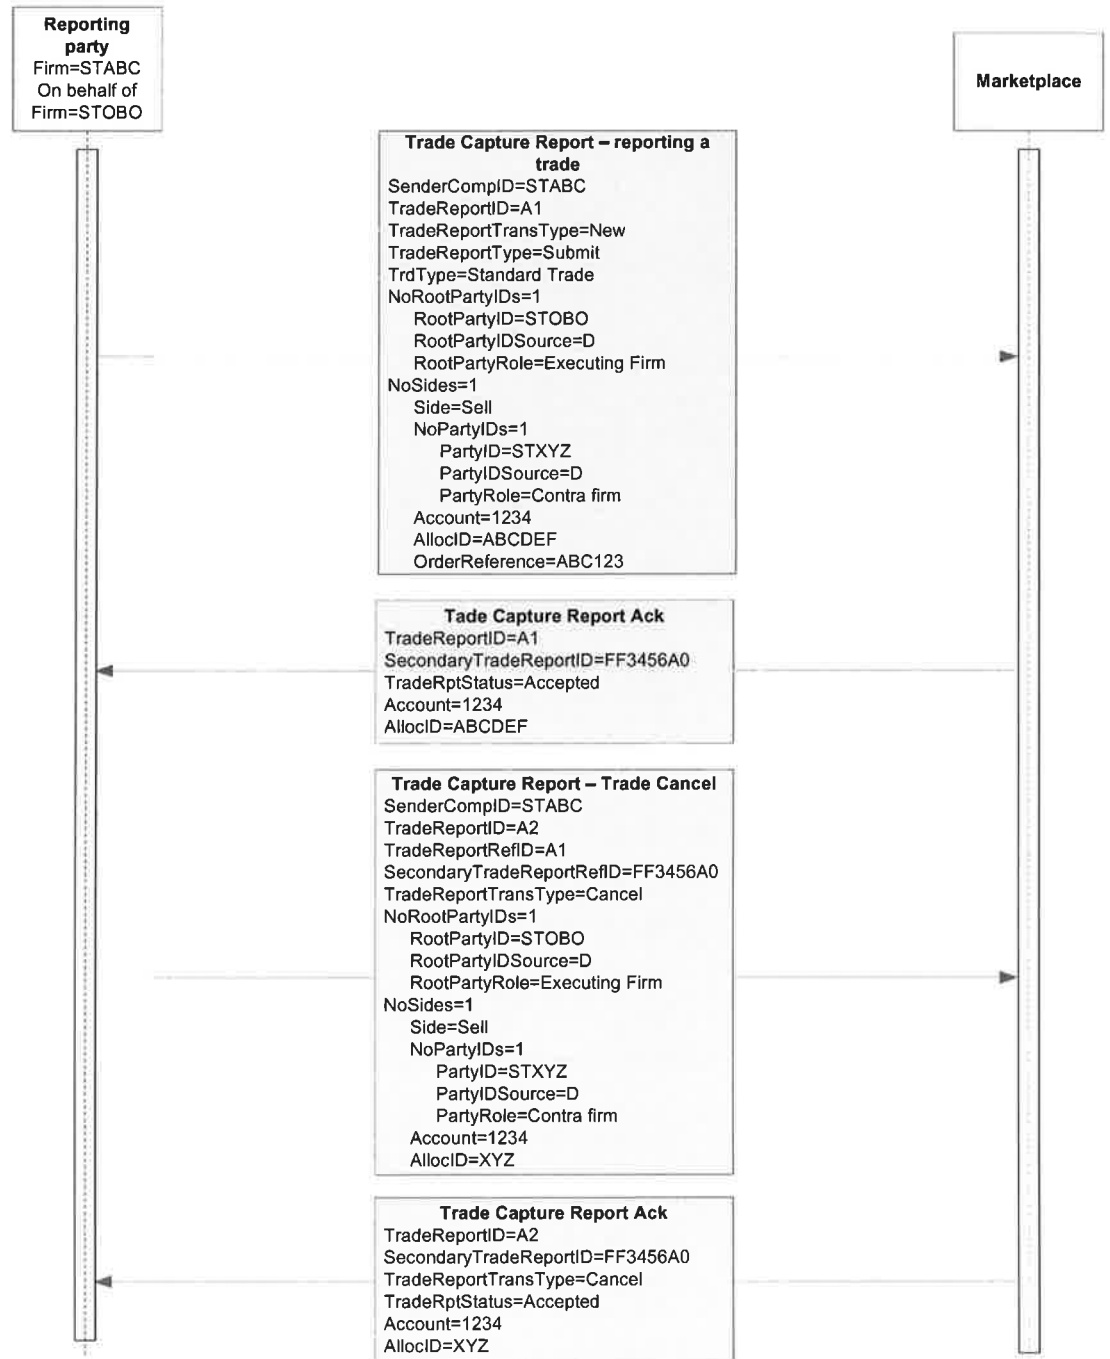 Reporting
party
Firm=STABC
On behalf of
Firm=STOBO
Marketplace
Trade Capture Report – reporting a
trade
SenderCompID=STABC
TradeReportID=A1
TradeReportTransType=New
TradeReportType=Submit
TrdType=Standard Trade
NoRootPartyIDs=1
RootPartyID=STOBO
RootPartyIDSource=D
RootPartyRole=Executing Firm
NoSides=1
Side=Sell
NoPartyIDs=1
PartyID=STXYZ
PartyIDSource=D
PartyRole=Contra firm
Account=1234
AllocID=ABCDEF
OrderReference=ABC123
Tade Capture Report Ack
TradeReportID=A1
SecondaryTradeReportID=FF3456A0
TradeRptStatus=Accepted
Account=1234
AllocID=ABCDEF
Trade Capture Report – Trade Cancel
SenderCompID=STABC
TradeReportID=A2
TradeReportRefID=A1
SecondaryTradeReportRefID=FF3456A0
TradeReportTransType=Cancel
NoRootPartyIDs=1
RootPartyID=STOBO
RootPartyIDSource=D
RootPartyRole=Executing Firm
NoSides=1
Side=Sell
NoPartyIDs=1
PartyID=STXYZ
PartyIDSource=D
PartyRole=Contra firm
Account=1234
AllocID=XYZ
Trade Capture Report Ack
TradeReportID=A2
SecondaryTradeReportID=FF3456A0
TradeReportTransType=Cancel
TradeRptStatus=Accepted
Account=1234
AllocID=XYZ